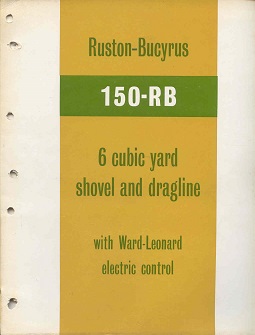 Ruston-Bucyrus
150-RB
6 cubic yard
shovel and dragline
with Ward-Leonard
electric control